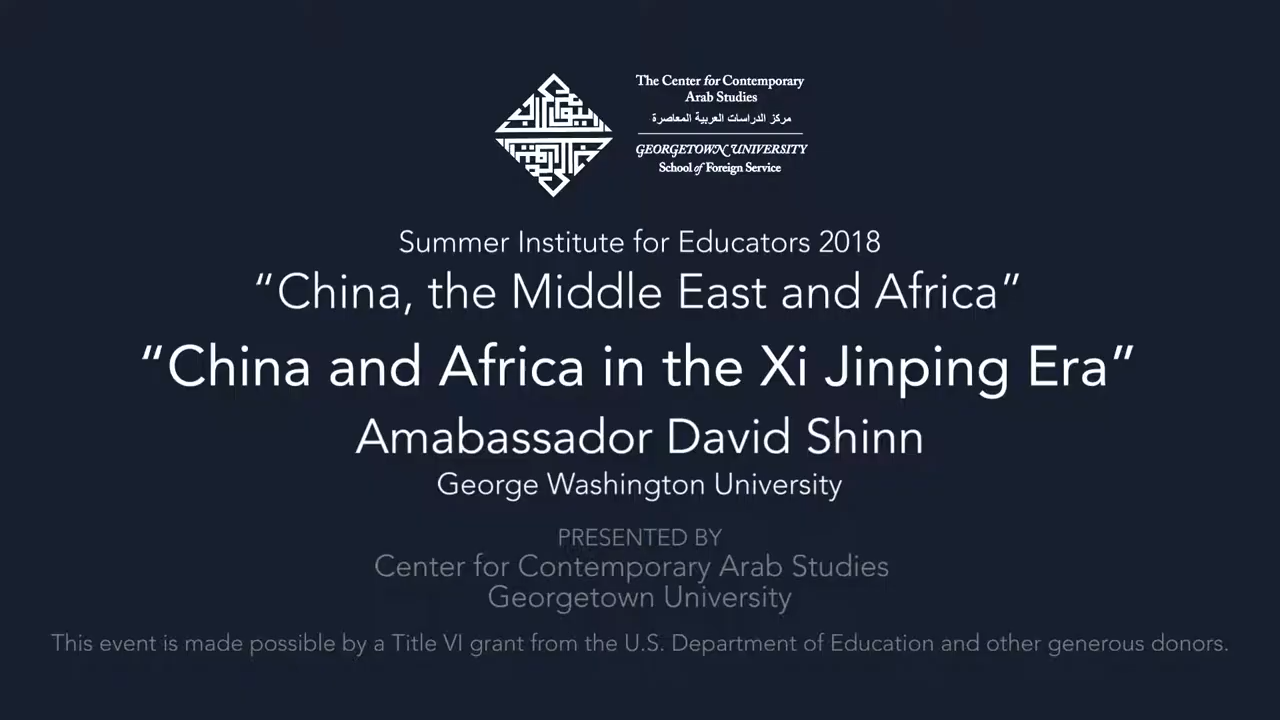 The Center for Contemporary
Arab Studies
مركز الدراسات العربية المعاصرة
GEORGETOWN UNIVERSITY
School of Foreign Service
Summer Institute for Educators 2018
“China, the Middle East and Africa”
“China and Africa in the Xi Jinping Era”
Amabassador David Shinn
George Washington University
PRESENTED BY
Center for Contemporary Arab Studies
Georgetown University
This event is made possible by a Title VI grant from the U.S. Department of Education and other generous donors.